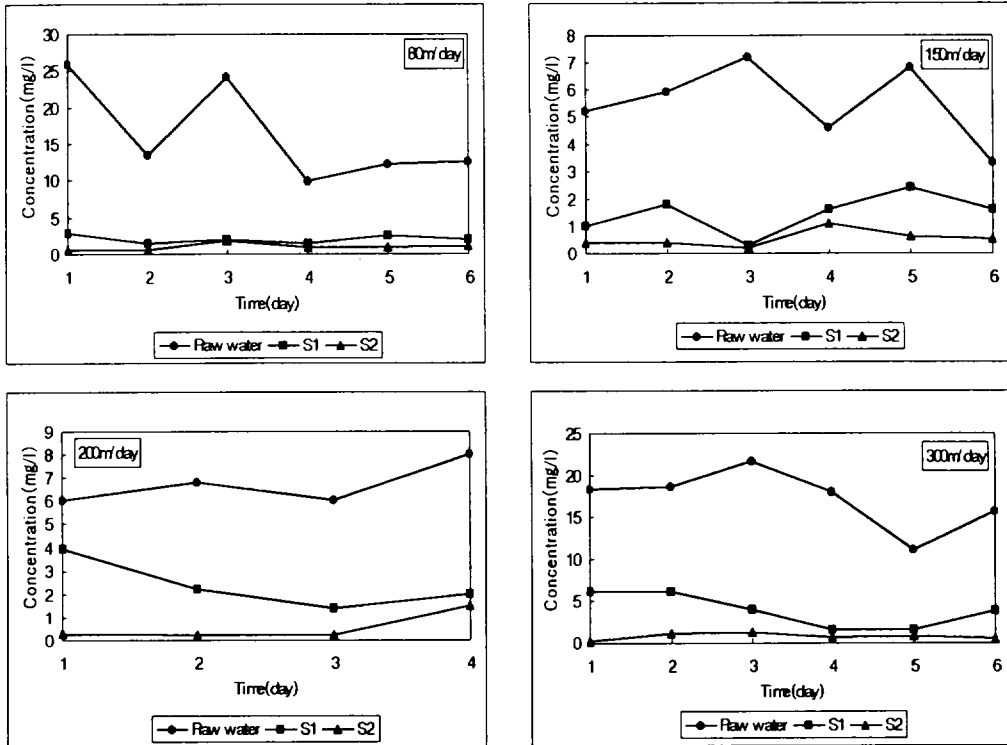 80m/day
Concentration(mg/l)
30
25
20
15
10
5
0
1 2 3 4 5 6
Time(day)
Raw water S1 S2
150m/day
Concentration(mg/l)
8
7
6
5
4
3
2
1
0
1 2 3 4 5 6
Time(day)
Raw water S1 S2
200m/day
Concentration(mg/l)
9
8
7
6
5
4
3
2
1
0
1 2 3 4
Time(day)
Raw water S1 S2
300m/day
Concentration(mg/l)
25
20
15
10
5
0
1 2 3 4 5 6
Time(day)
Raw water S1 S2